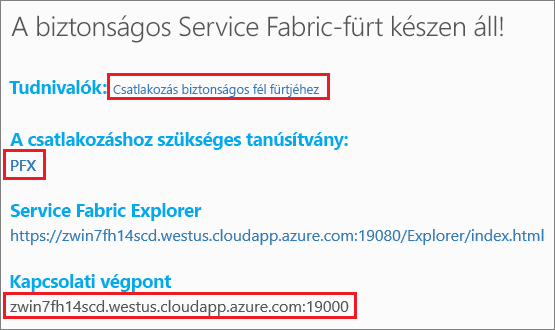 A biztonságos Service Fabric-fürt készen áll!
Tudnivalók: Csatlakozás biztonságos fél fürtjéhez
A csatlakozáshoz szükséges tanúsítvány:
PFX
Service Fabric Explorer
https://zwin7fh14scd.westus.cloudapp.azure.com:19080/Explorer/index.html
Kapcsolati végpont
zwin7fh14scd.westus.cloudapp.azure.com:19000